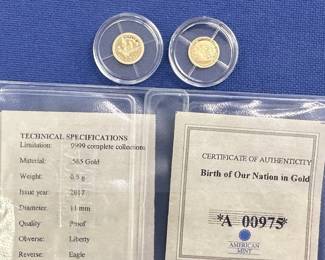 TECHNICAL SPECIFICATIONS
Limitation: 9999 complete collections
Material: .585 Gold
Weight: 0.5 g
Issue year: 2017
Diameter: 11 mm
Quality: Proof
Obverse: Liberty
Reverse: Eagle
CERTIFICATE OF AUTHENTICITY
Birth of Our Nation in Gold
*A 00975*
AMERICAN
MINT